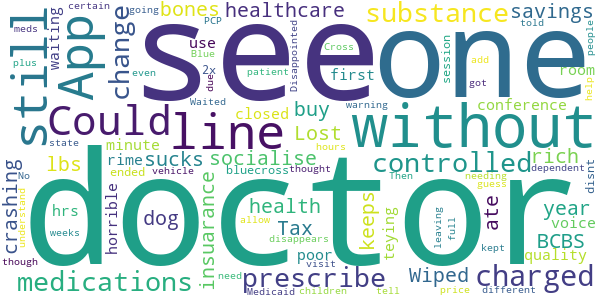 see
one
doctor
without
line
Could
App
still
change
Waiting
bones
healthcare
substance
savings
Disappointed
use
2x
due
Blue
PCP
going
even
patient
Cross
first
session
add
got
told
people
room
help
meds
plus
certain
buy
conference
closed
warning
hours
Lost
minute
sucks
socialise
controlled
rich
disnt
lbs
rime
state
ended
vehicle
bluecross
thought
Then
needing
guess
dependent
crashing
No
understand
hrs
weeks
horrible
dog
insuarance
allow
health
Tax
keeps
teying
leaving
full
ate
year
voice
BCBS
quality
though
disappears
poor
visit
kept
Wiped
medications
need
Medicaid
prescribe
children
tell
charged
price
different
Waited